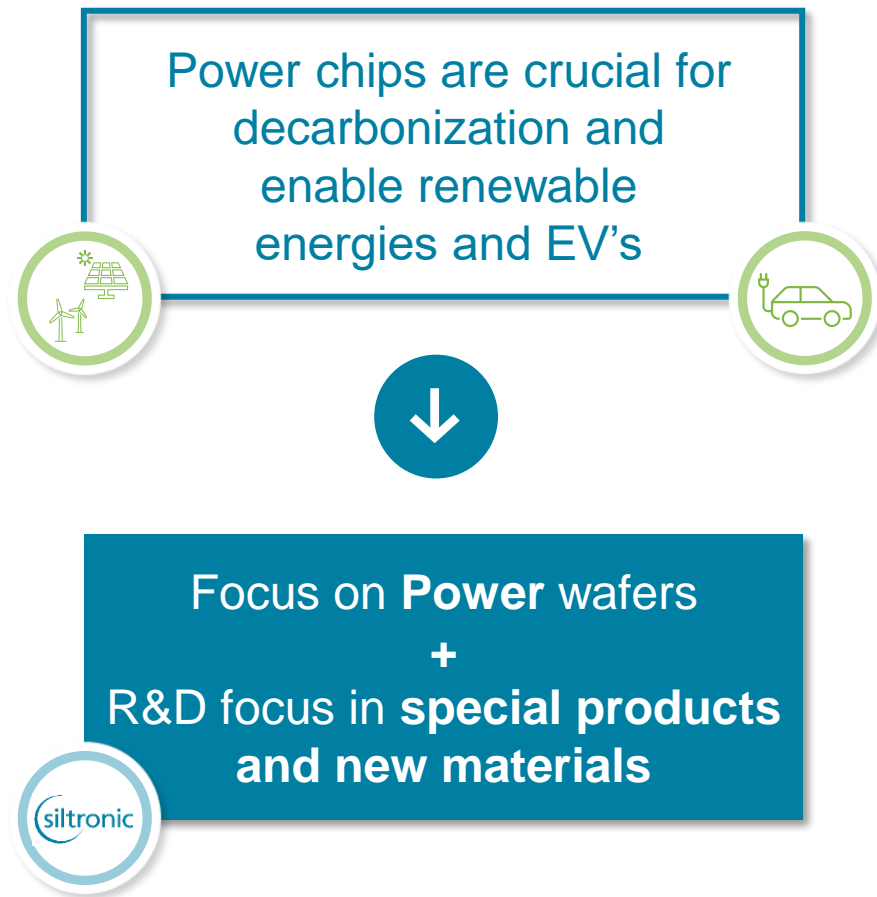 Power chips are crucial for
decarbonization and
enable renewable
energies and EV’s
Focus on Power wafers
+
R&D focus in special products
and new materials
siltronic